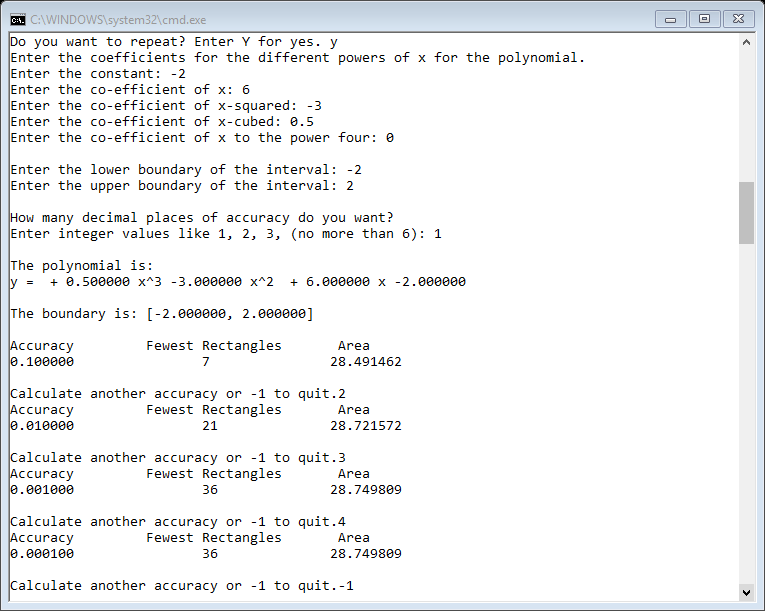 C:\WINDOWS\system32\cmd.exe
Do you want to repeat? Enter Y for yes. y
Enter the coefficients for the different powers of x for the polynomial.
Enter the constant: -2
Enter the co-efficient of x: 6
Enter the co-efficient of x-squared: -3
Enter the co-efficient of x-cubed: 0.5
Enter the co-efficient of x to the power four: 0
Enter the lower boundary of the interval: -2
Enter the upper boundary of the interval: 2
How many decimal places of accuracy do you want?
Enter integer values like 1, 2, 3, (no more than 6): 1
The polynomial is:
y =  + 0.500000 x^3 -3.000000 x^2  + 6.000000 x -2.000000
The boundary is: [-2.000000, 2.000000]
Accuracy         Fewest Rectangles       Area
0.100000                7               28.491462
Calculate another accuracy or -1 to quit.2
Accuracy         Fewest Rectangles       Area
0.010000                21              28.721572
Calculate another accuracy or -1 to quit.3
Accuracy         Fewest Rectangles       Area
0.001000                36              28.749809
Calculate another accuracy or -1 to quit.4
Accuracy         Fewest Rectangles       Area
0.000100                36              28.749809
Calculate another accuracy or -1 to quit.-1